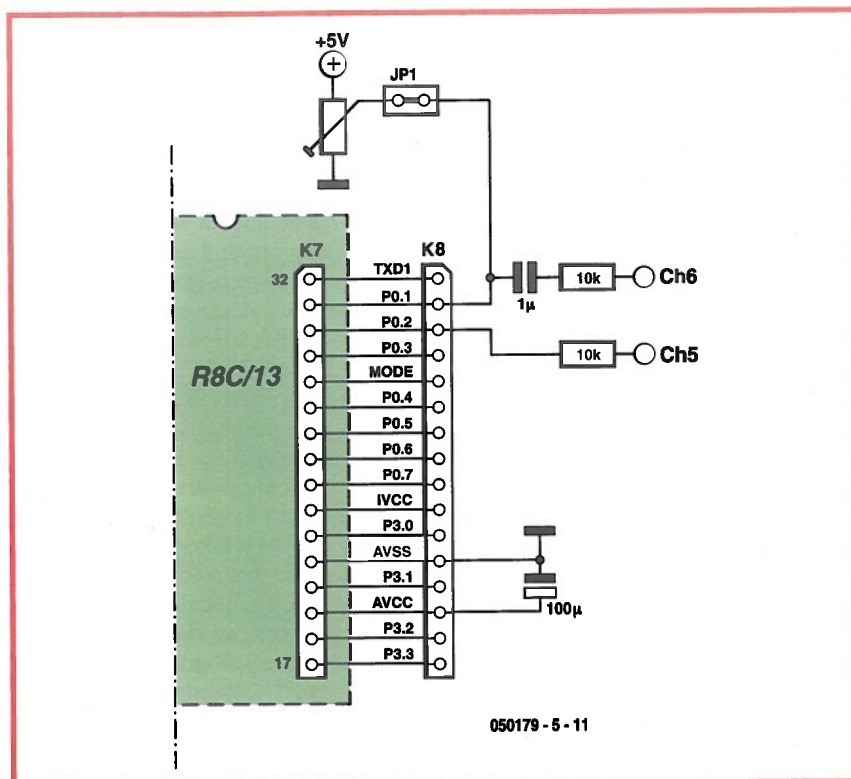 +5V
JP1
K7
K8
32
TXD1
P0.1
P0.2
P0.3
MODE
P0.4
P0.5
P0.6
P0.7
IVCC
P3.0
AVSS
P3.1
AVCC
P3.2
P3.3
17
R8C/13
1µ
10k
Ch6
10k
Ch5
100µ
050179 - 5 - 11